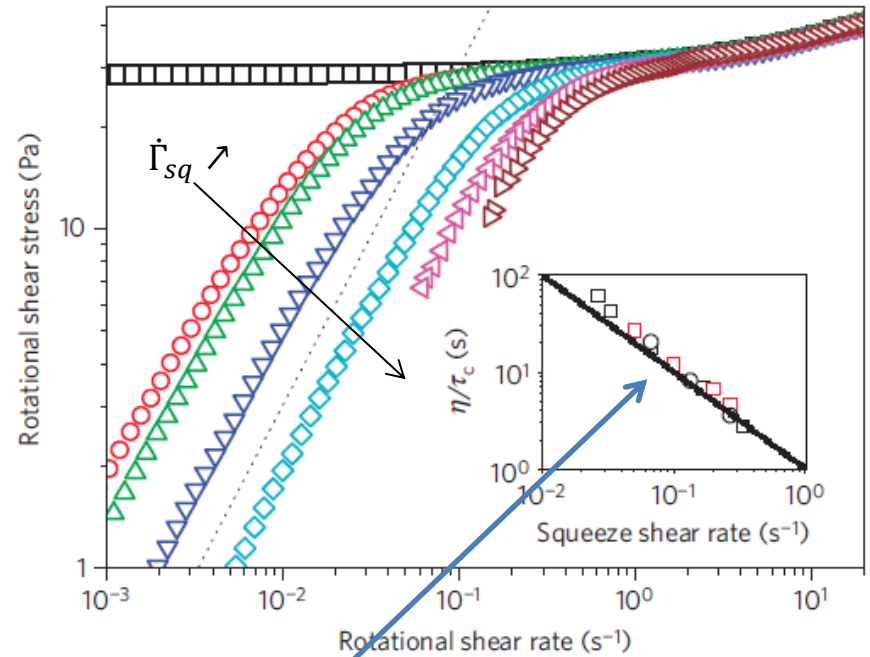 Rotational shear stress (Pa)
10
1
Γ̇sq ↗
10⁻³ 10⁻² 10⁻¹ 10⁰ 10¹
Rotational shear rate (s⁻¹)
η/τc (s)
10²
10¹
10⁰
10⁻² 10⁻¹ 10⁰
Squeeze shear rate (s⁻¹)